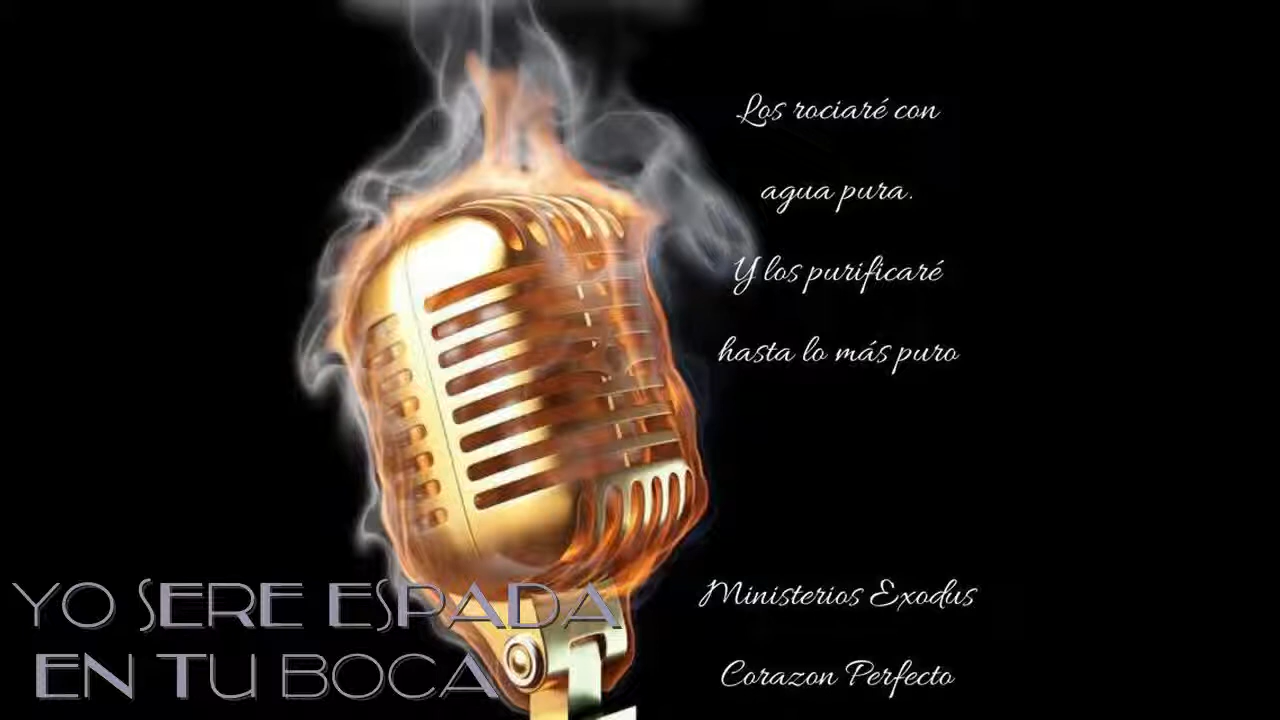 Los rociaré con
agua pura.
Y los purificaré
hasta lo más puro
Ministerios Exodus
Corazon Perfecto
YO SERE ESPADA
EN TU BOCA